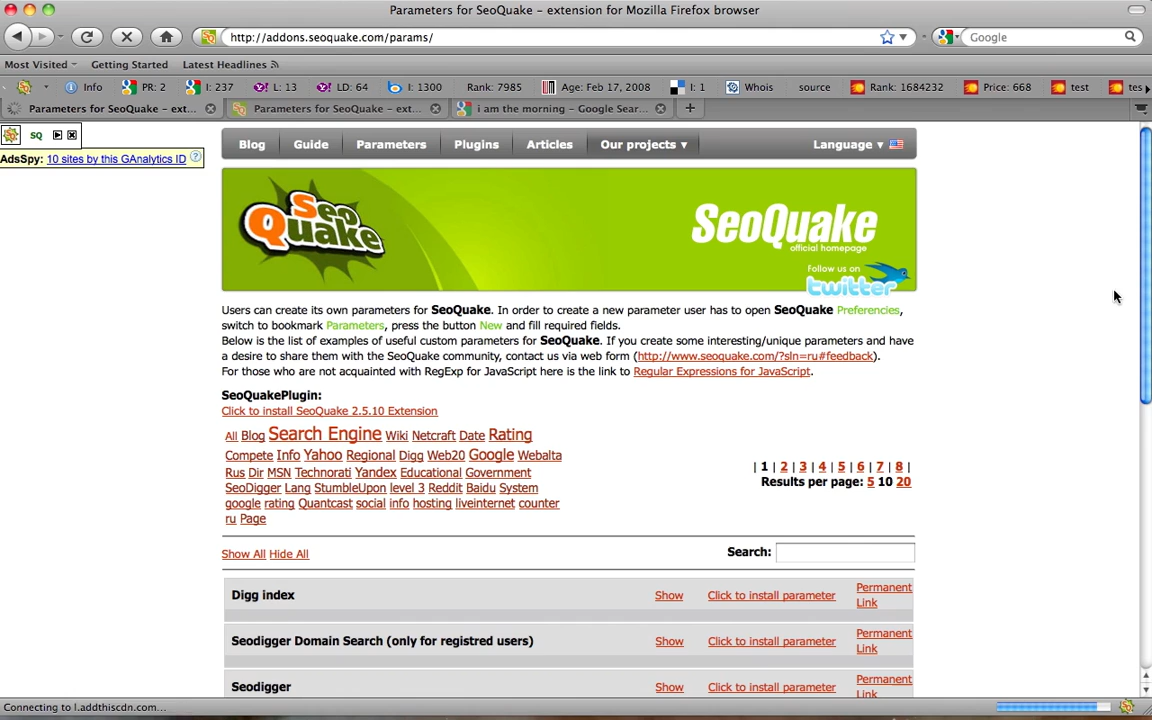 Parameters for SeoQuake – extension for Mozilla Firefox browser
http://addons.seoquake.com/params/
Google
Most Visited
Getting Started
Latest Headlines
Info
PR: 2
I: 237
L: 13
LD: 64
I: 1300
Rank: 7985
Age: Feb 17, 2008
I: 1
Whois
source
Rank: 1684232
Price: 668
test
tes
Parameters for SeoQuake – ext...
Parameters for SeoQuake – ext...
i am the morning – Google Sear...
SQ
AdsSpy: 10 sites by this GAnalytics ID ?
Blog
Guide
Parameters
Plugins
Articles
Our projects ▼
Language ▼
Seo Quake
SeoQuake
official homepage
Follow us on
twitter
Users can create its own parameters for SeoQuake. In order to create a new parameter user has to open SeoQuake Preferencies,
switch to bookmark Parameters, press the button New and fill required fields.
Below is the list of examples of useful custom parameters for SeoQuake. If you create some interesting/unique parameters and have
a desire to share them with the SeoQuake community, contact us via web form (http://www.seoquake.com/?sln=ru#feedback).
For those who are not acquainted with RegExp for JavaScript here is the link to Regular Expressions for JavaScript.
SeoQuakePlugin:
Click to install SeoQuake 2.5.10 Extension
All Blog Search Engine Wiki Netcraft Date Rating
Compete Info Yahoo Regional Digg Web20 Google Webalta
Rus Dir MSN Technorati Yandex Educational Government
SeoDigger Lang StumbleUpon level 3 Reddit Baidu System
google rating Quantcast social info hosting liveinternet counter
ru Page
| 1 2 | 3 | 4 | 5 | 6 | 7 | 8 |
Results per page: 5 10 20
Show All Hide All
Search:
Digg index
Show
Click to install parameter
Permanent
Link
Seodigger Domain Search (only for registred users)
Show
Click to install parameter
Permanent
Link
Seodigger
Show
Click to install parameter
Permanent
Link
Connecting to l.addthiscdn.com...